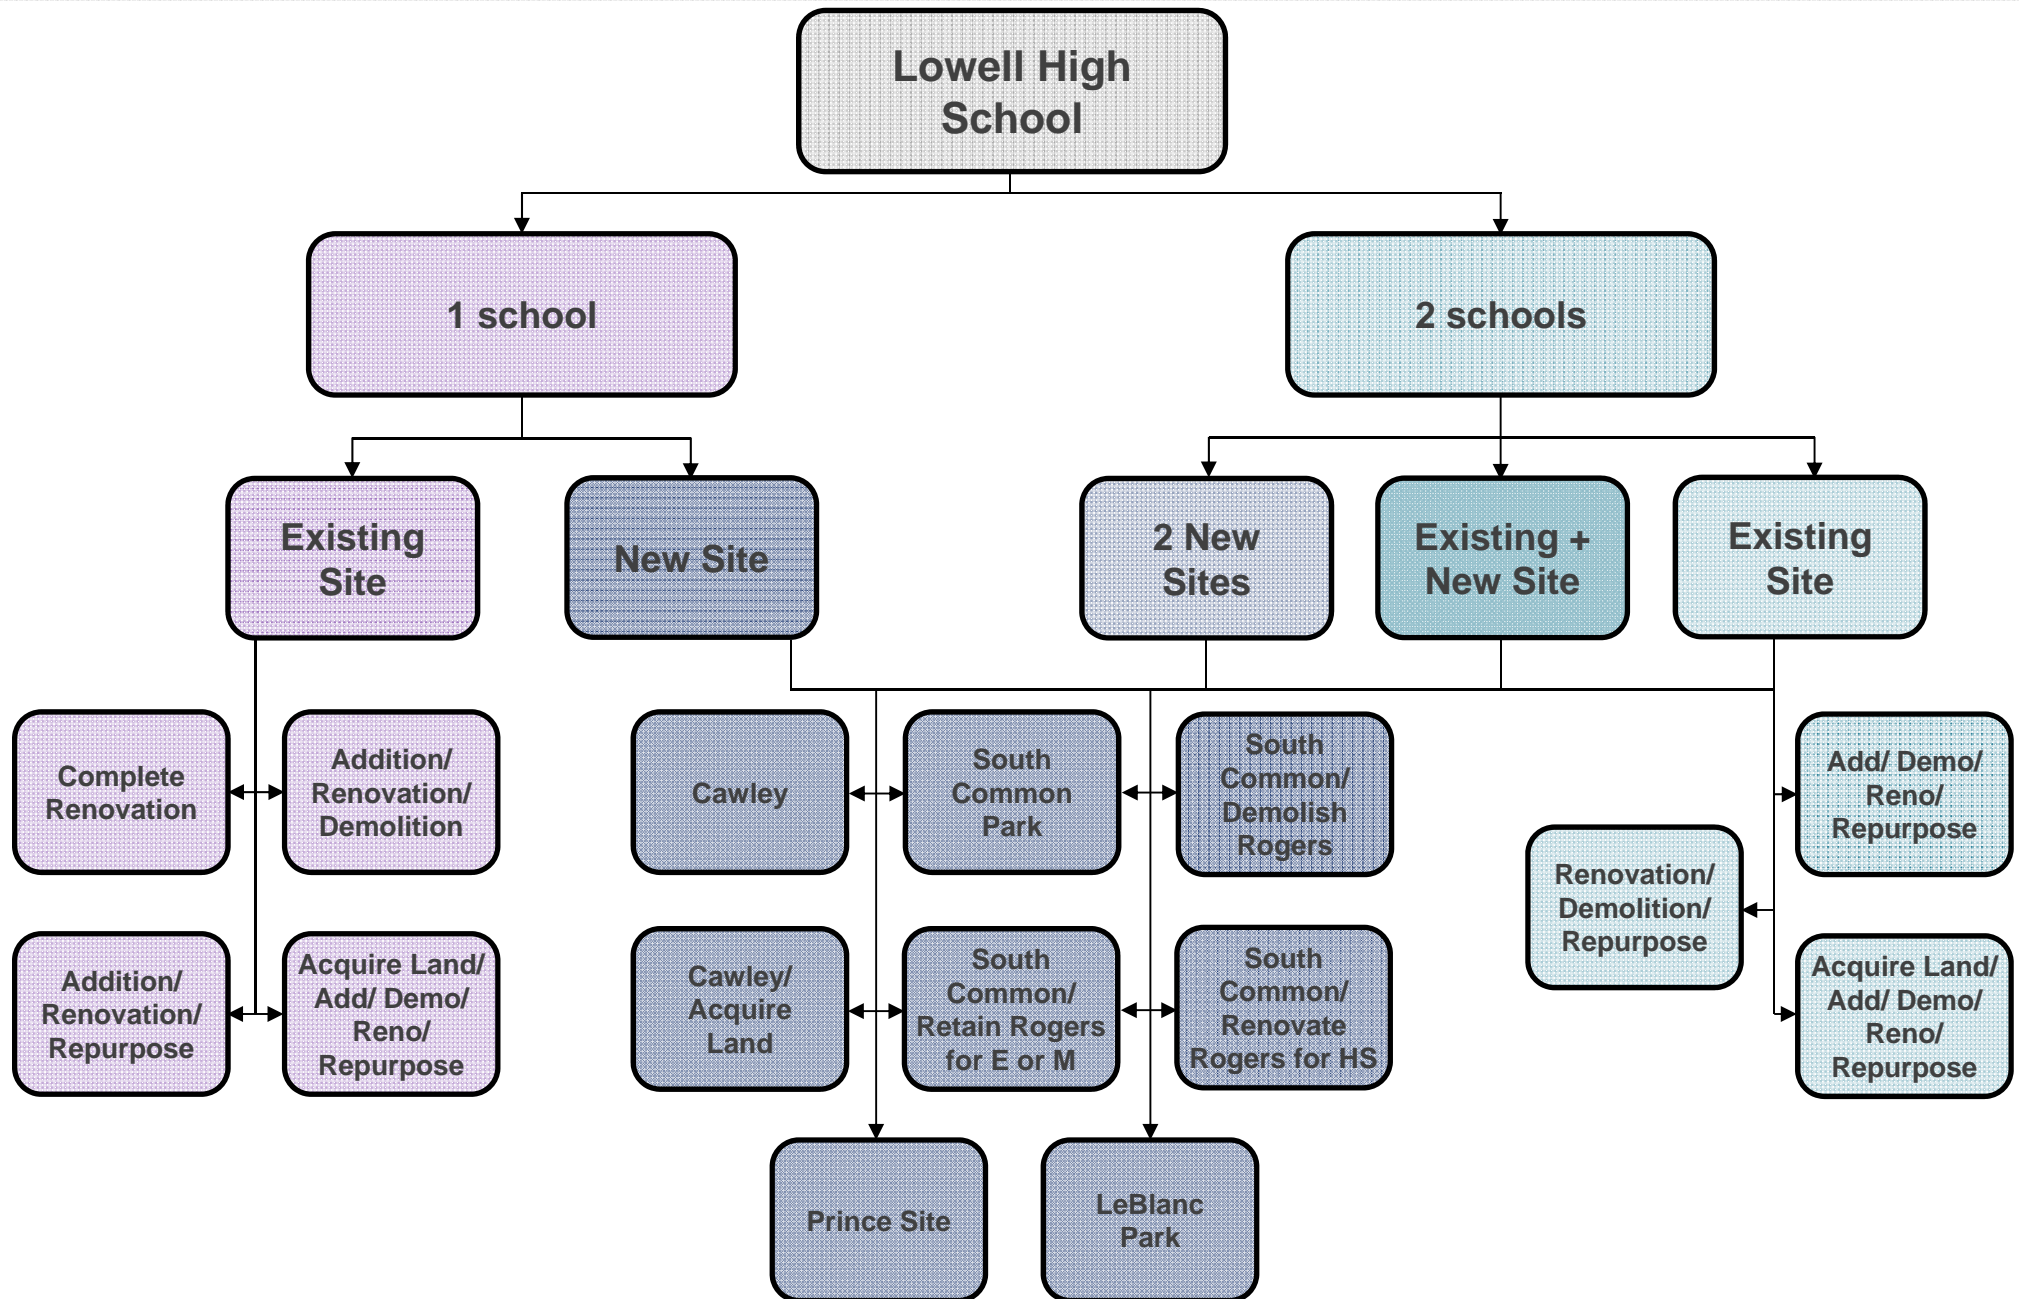 Lowell High
School
1 school
2 schools
Existing
Site
New Site
2 New
Sites
Existing +
New Site
Existing
Site
Complete
Renovation
Addition/
Renovation/
Demolition
Cawley
South
Common
Park
South
Common/
Demolish
Rogers
Add/ Demo/
Reno/
Repurpose
Renovation/
Demolition/
Repurpose
Addition/
Renovation/
Repurpose
Acquire Land/
Add/ Demo/
Reno/
Repurpose
Cawley/
Acquire
Land
South
Common/
Retain Rogers
for E or M
South
Common/
Renovate
Rogers for HS
Acquire Land/
Add/ Demo/
Reno/
Repurpose
Prince Site
LeBlanc
Park